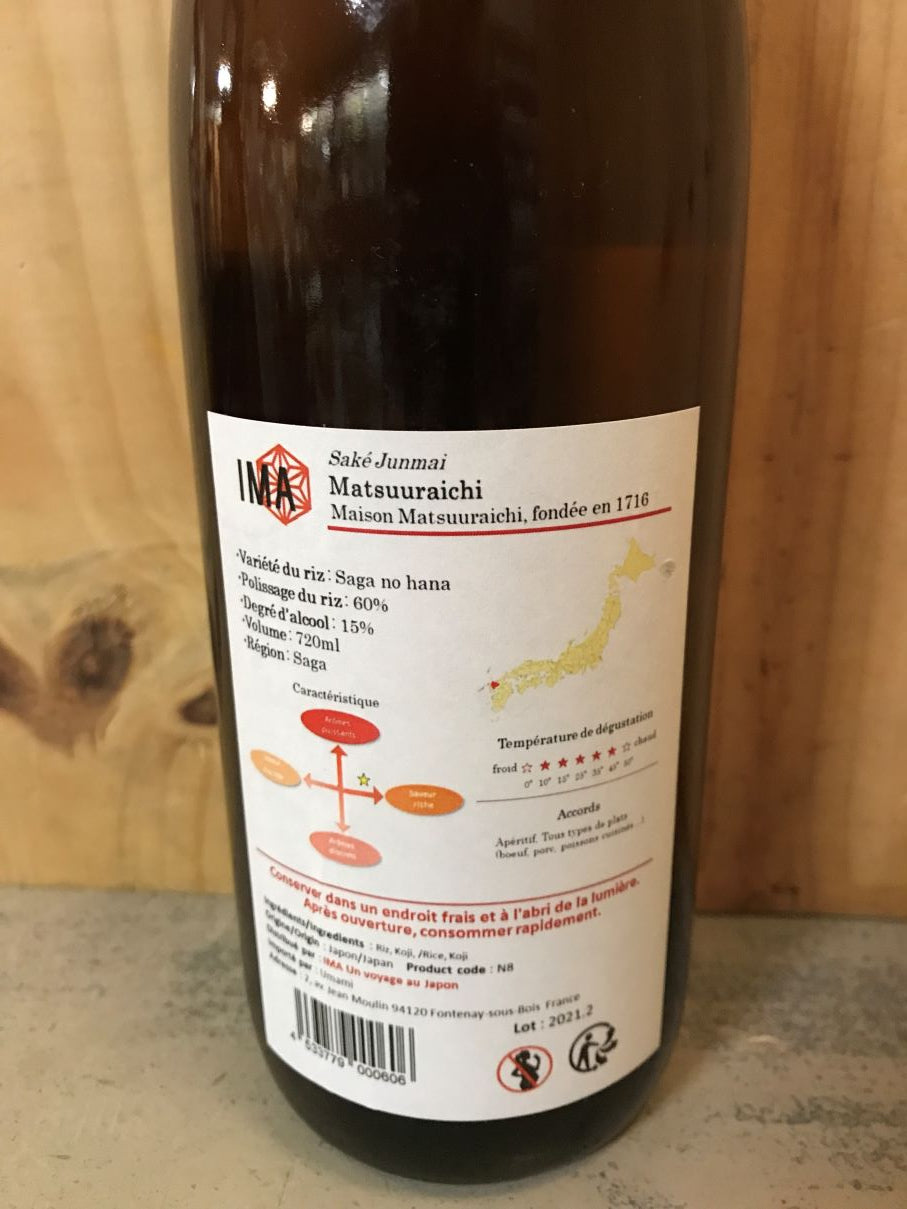 IMA
Saké Junmai
Matsuuraichi
Maison Matsuuraichi, fondée en 1716
·Variété du riz : Saga no hana
·Polissage du riz : 60%
·Degré d'alcool : 15%
·Volume : 720ml
·Région : Saga
Caractéristique
Arômes
puissants
Saveur
riche
Arômes
discrets
Température de dégustation
froid ☆ ★ ★ ★ ★ ★ ☆ chaud
0° 10° 15° 25° 35° 45° 50°
Accords
Apéritif, Tous types de plats
(boeuf, porc, poissons cuisinés...)
Conserver dans un endroit frais et à l'abri de la lumière.
Après ouverture, consommer rapidement.
Ingrédients/Ingredients : Riz, Koji, /Rice, Koji
Origine/Origin : Japon/Japan Product code : N8
Distribué par : IMA Un voyage au Japon
Importé par : Umami
Adresse : 7, av. Jean Moulin 94120 Fontenay-sous-Bois France
Lot : 2021.2
4 533779 000606